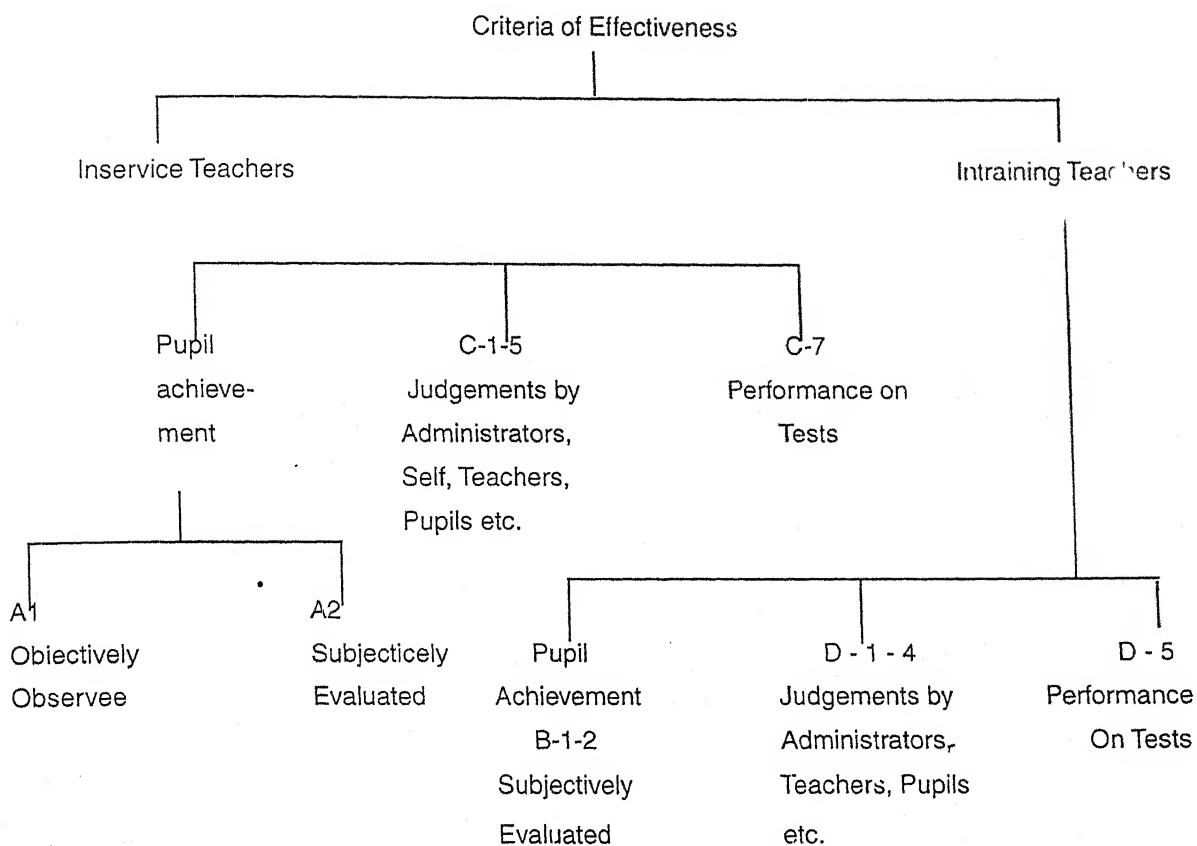 Criteria of Effectiveness
Inservice Teachers
Intraining Teachers
Pupil
achieve-
ment
C-1-5
Judgements by
Administrators,
Self, Teachers,
Pupils etc.
C-7
Performance on
Tests
A1
Obiectively
Observee
A2
Subjecticely
Evaluated
Pupil
Achievement
B-1-2
Subjectively
Evaluated
D - 1 - 4
Judgements by
Administrators,
Teachers, Pupils
etc.
D - 5
Performance
On Tests